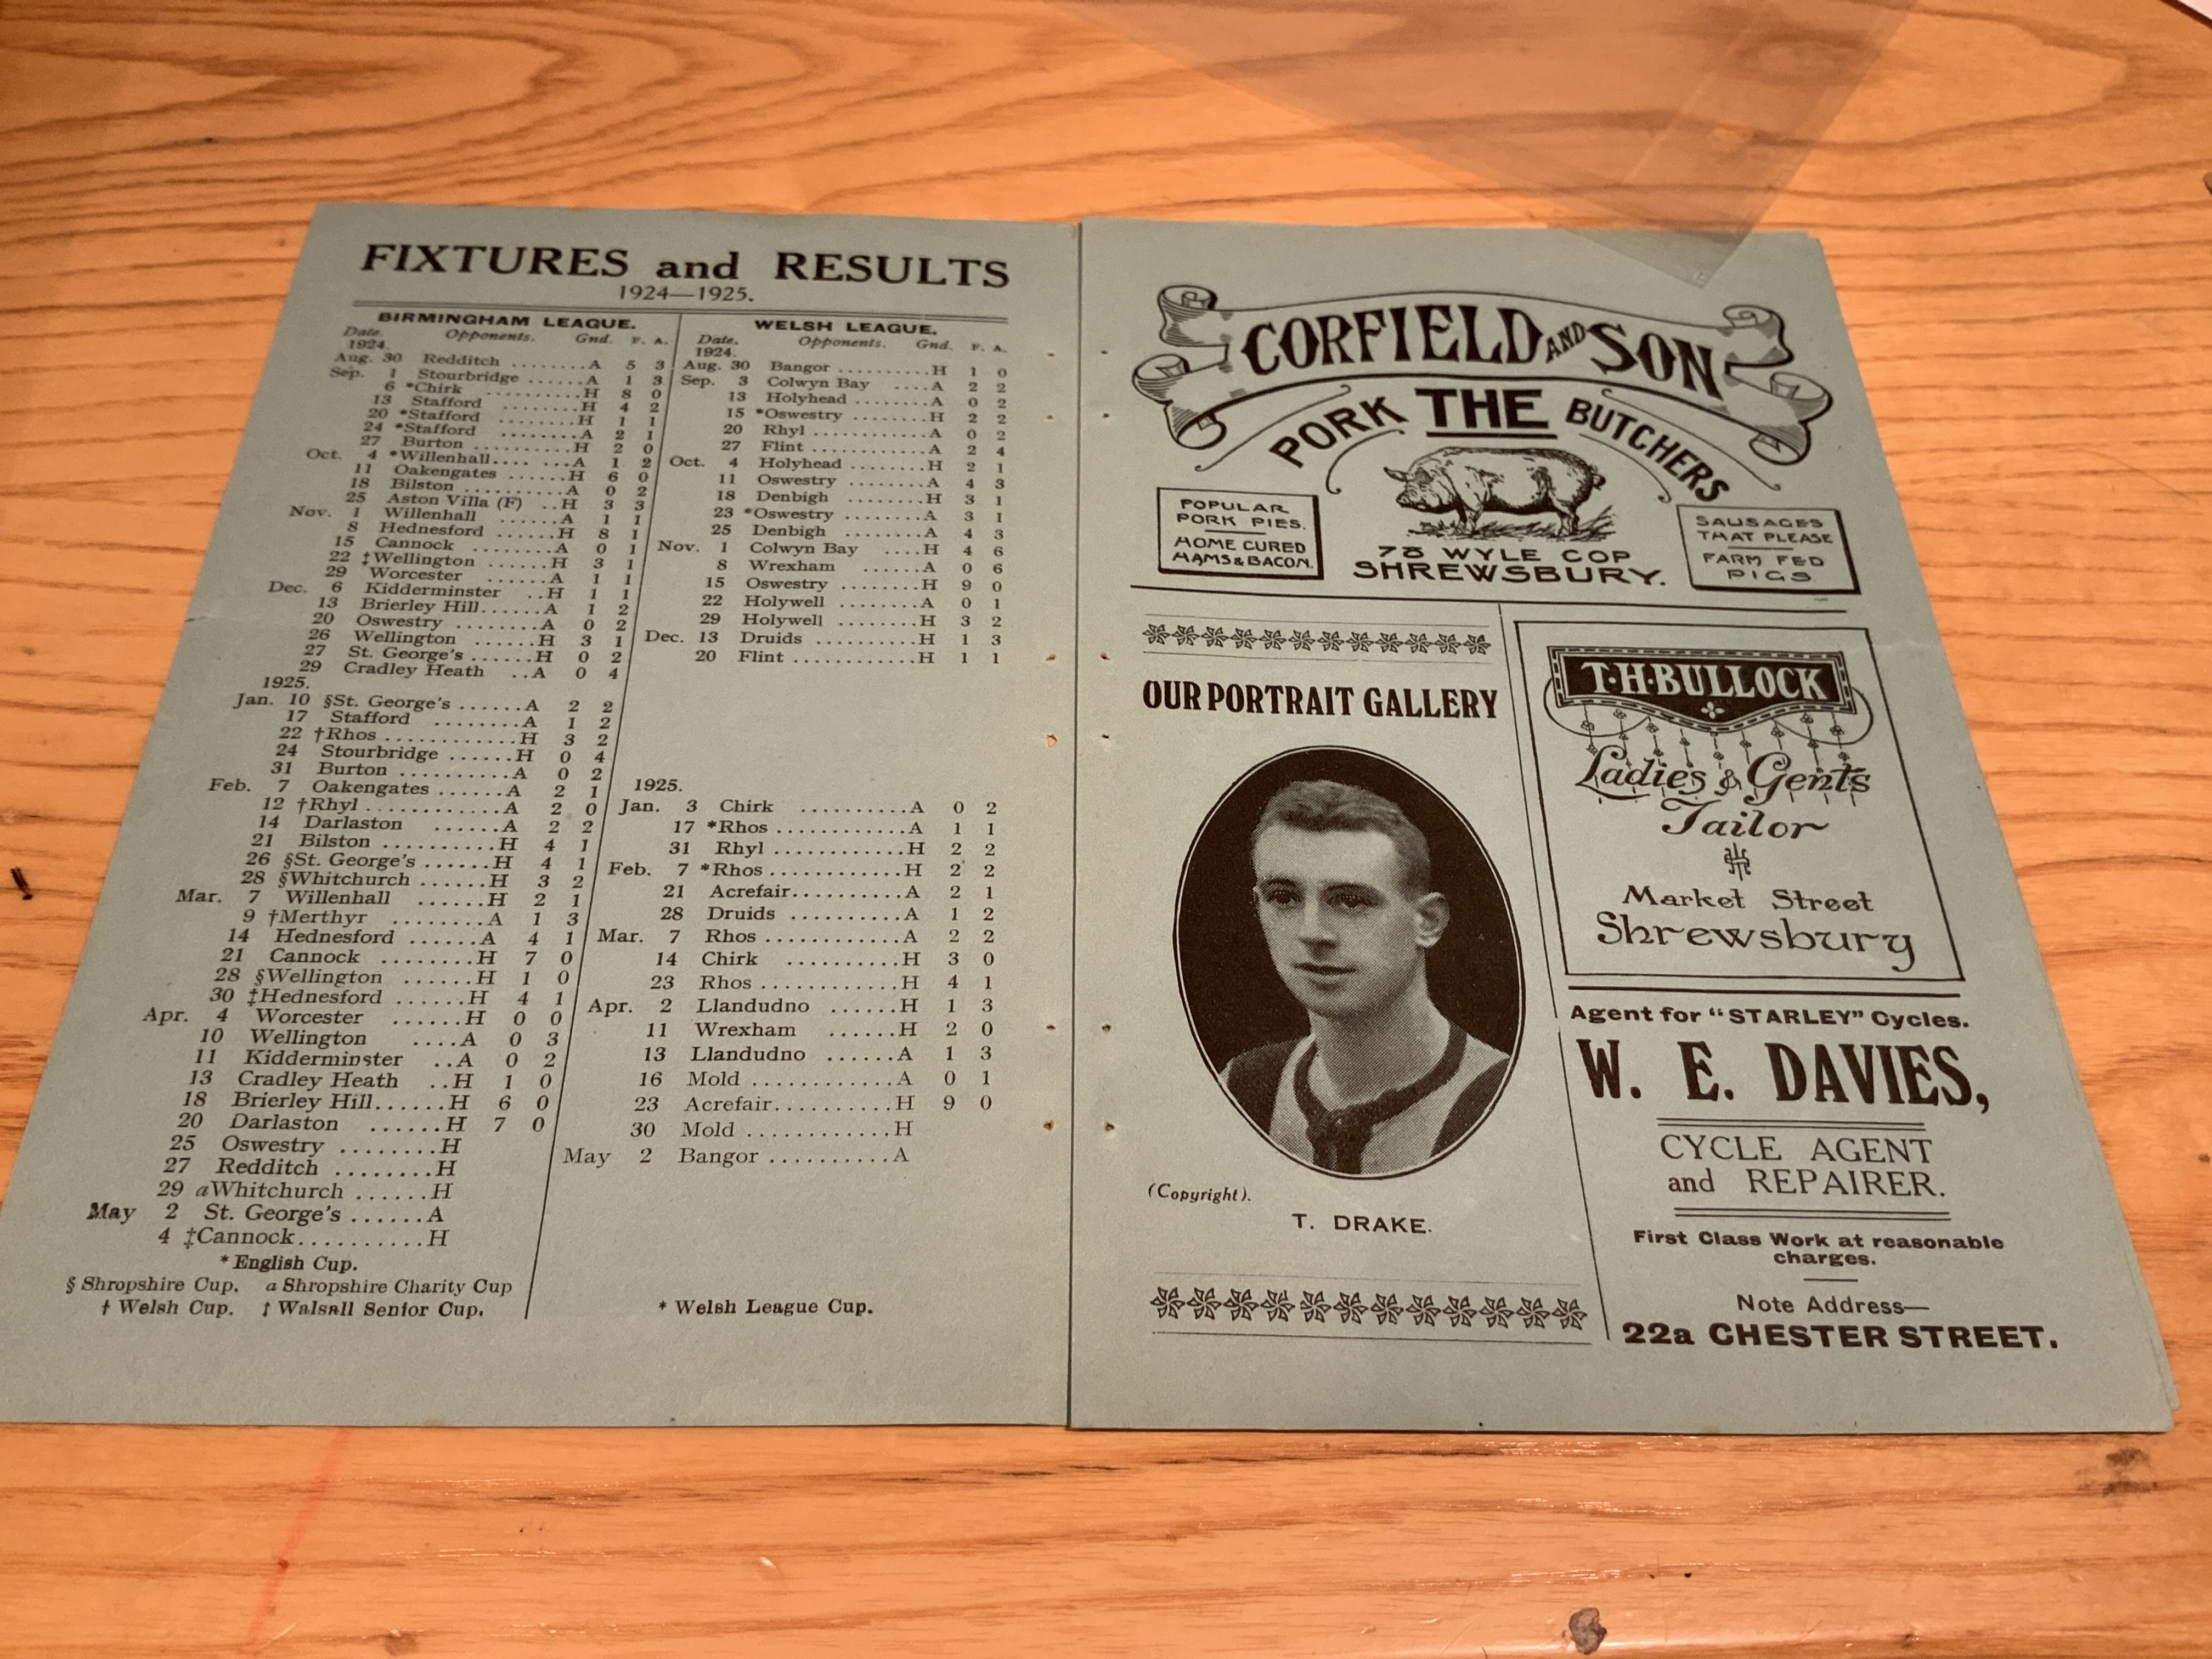 FIXTURES and RESULTS
1924—1925.
BIRMINGHAM LEAGUE.
Date. Opponents. Gnd. F. A.
1924.
Aug. 30 Redditch ........A 5 3
Sep. 1 Stourbridge ......A 1 3
6 *Chirk ..........H 8 0
13 Stafford ........H 4 2
20 *Stafford ........H 1 1
24 *Stafford ........A 2 1
27 Burton ..........H 2 0
Oct. 4 *Willenhall.... ....A 1 2
11 Oakengates ......H 6 0
18 Bilston ..........A 0 2
25 Aston Villa (F) ..H 3 3
Nov. 1 Willenhall ......A 1 1
8 Hednesford ......H 8 1
15 Cannock ........A 0 1
22 ‡Wellington ......H 3 1
29 Worcester ......A 1 1
Dec. 6 Kidderminster ..H 1 1
13 Brierley Hill......A 1 2
20 Oswestry ........A 0 2
26 Wellington ......H 3 1
27 St. George's ......H 0 2
29 Cradley Heath ..A 0 4
1925.
Jan. 10 §St. George's ......A 2 2
17 Stafford ........A 1 2
22 †Rhos ............H 3 2
24 Stourbridge ......H 0 4
31 Burton ..........A 0 2
Feb. 7 Oakengates ......A 2 1
12 †Rhyl ............A 2 0
14 Darlaston ......A 2 2
21 Bilston ..........H 4 1
26 §St. George's ......H 4 1
28 §Whitchurch ......H 3 2
Mar. 7 Willenhall ......H 2 1
9 †Merthyr ........A 1 3
14 Hednesford ......A 4 1
21 Cannock ........H 7 0
28 §Wellington ......H 1 0
30 ‡Hednesford ......H 4 1
Apr. 4 Worcester ......H 0 0
10 Wellington ....A 0 3
11 Kidderminster ..A 0 2
13 Cradley Heath ..H 1 0
18 Brierley Hill......H 6 0
20 Darlaston ......H 7 0
25 Oswestry ........H
27 Redditch ........H
29 aWhitchurch ......H
May 2 St. George's ......A
4 ‡Cannock..........H
* English Cup.
§ Shropshire Cup. a Shropshire Charity Cup
† Welsh Cup. ‡ Walsall Senior Cup.
WELSH LEAGUE.
Date. Opponents. Gnd. F. A.
1924.
Aug. 30 Bangor ..........H 1 0
Sep. 3 Colwyn Bay ....A 2 2
13 Holyhead ........A 0 2
15 *Oswestry ........H 2 2
20 Rhyl ............A 0 2
27 Flint ............A 2 4
Oct. 4 Holyhead ........H 2 1
11 Oswestry ........A 4 3
18 Denbigh ........H 3 1
23 *Oswestry ........A 3 1
25 Denbigh ........A 4 3
Nov. 1 Colwyn Bay ....H 4 6
8 Wrexham ......A 0 6
15 Oswestry ........H 9 0
22 Holywell ........A 0 1
29 Holywell ........H 3 2
Dec. 13 Druids ..........H 1 3
20 Flint ............H 1 1
1925.
Jan. 3 Chirk ..........A 0 2
17 *Rhos ............A 1 1
31 Rhyl ............H 2 2
Feb. 7 *Rhos ............H 2 2
21 Acrefair..........A 2 1
28 Druids ..........A 1 2
Mar. 7 Rhos ............A 2 2
14 Chirk ..........H 3 0
23 Rhos ............H 4 1
Apr. 2 Llandudno ......H 1 3
11 Wrexham ......H 2 0
13 Llandudno ......A 1 3
16 Mold ............A 0 1
23 Acrefair..........H 9 0
30 Mold ............H
May 2 Bangor ..........A
* Welsh League Cup.
CORFIELD AND SON
THE
PORK BUTCHERS
POPULAR
PORK PIES.
HOME CURED
HAMS & BACON.
SAUSAGES
THAT PLEASE
FARM FED
PIGS
78 WYLE COP
SHREWSBURY.
OUR PORTRAIT GALLERY
(Copyright).
T. DRAKE.
T·H·BULLOCK
Ladies & Gents
Tailor
Market Street
Shrewsbury
Agent for "STARLEY" Cycles.
W. E. DAVIES,
CYCLE AGENT
and REPAIRER.
First Class Work at reasonable
charges.
Note Address—
22a CHESTER STREET.